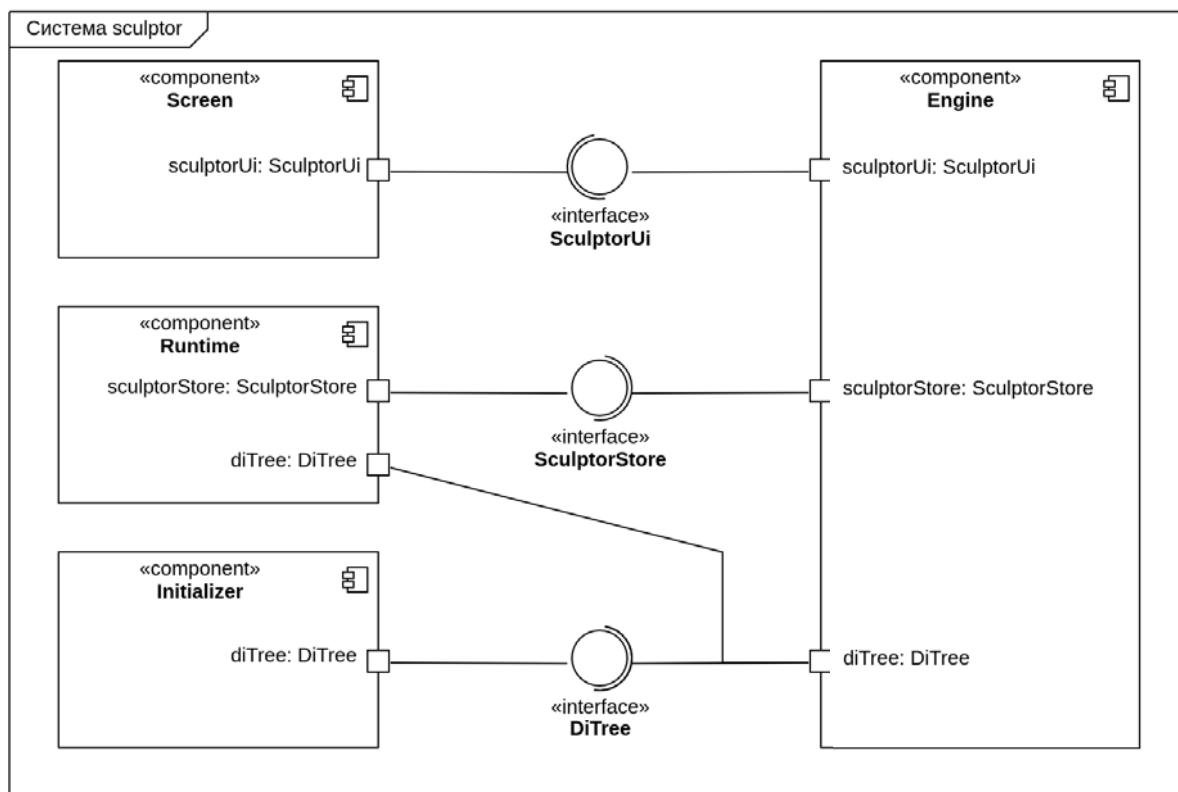 Система sculptor
«component»
Screen
sculptorUi: SculptorUi
«component»
Engine
sculptorUi: SculptorUi
«interface»
SculptorUi
«component»
Runtime
sculptorStore: SculptorStore
diTree: DiTree
«interface»
SculptorStore
sculptorStore: SculptorStore
«component»
Initializer
diTree: DiTree
«interface»
DiTree
diTree: DiTree